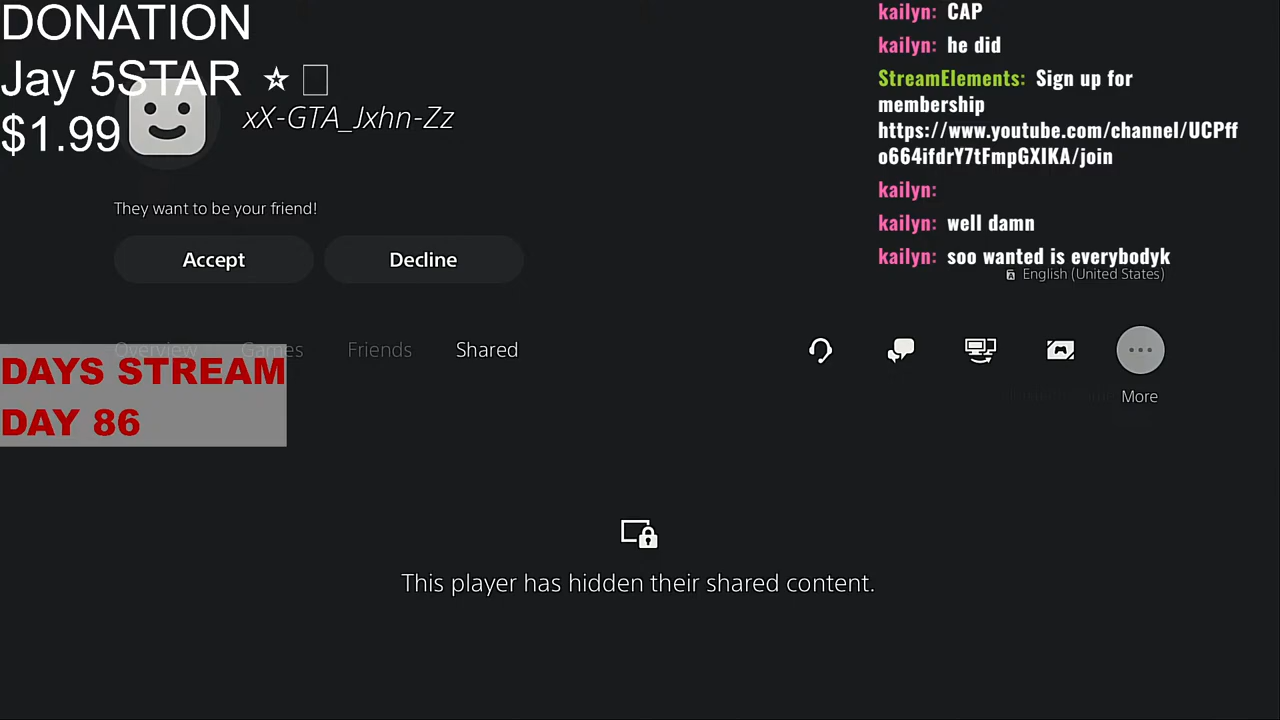 DONATION
Jay 5STAR ☆
$1.99
xX-GTA_Jxhn-Zz
They want to be your friend!
Accept
Decline
kailyn: CAP
kailyn: he did
StreamElements: Sign up for
membership
https://www.youtube.com/channel/UCPff
o664ifdrY7tFmpGXIKA/join
kailyn:
kailyn: well damn
kailyn: soo wanted is everybodyk
English (United States)
Overview
Games
Friends
Shared
More
DAYS STREAM
DAY 86
This player has hidden their shared content.